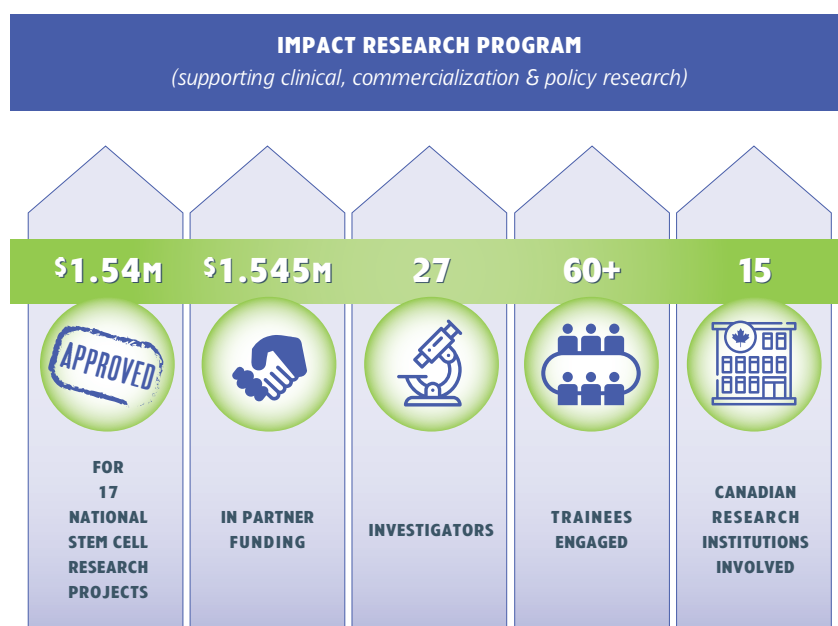 IMPACT RESEARCH PROGRAM
(supporting clinical, commercialization & policy research)
$1.54M
APPROVED
FOR
17
NATIONAL
STEM CELL
RESEARCH
PROJECTS
$1.545M
IN PARTNER
FUNDING
27
INVESTIGATORS
60+
TRAINEES
ENGAGED
15
CANADIAN
RESEARCH
INSTITUTIONS
INVOLVED